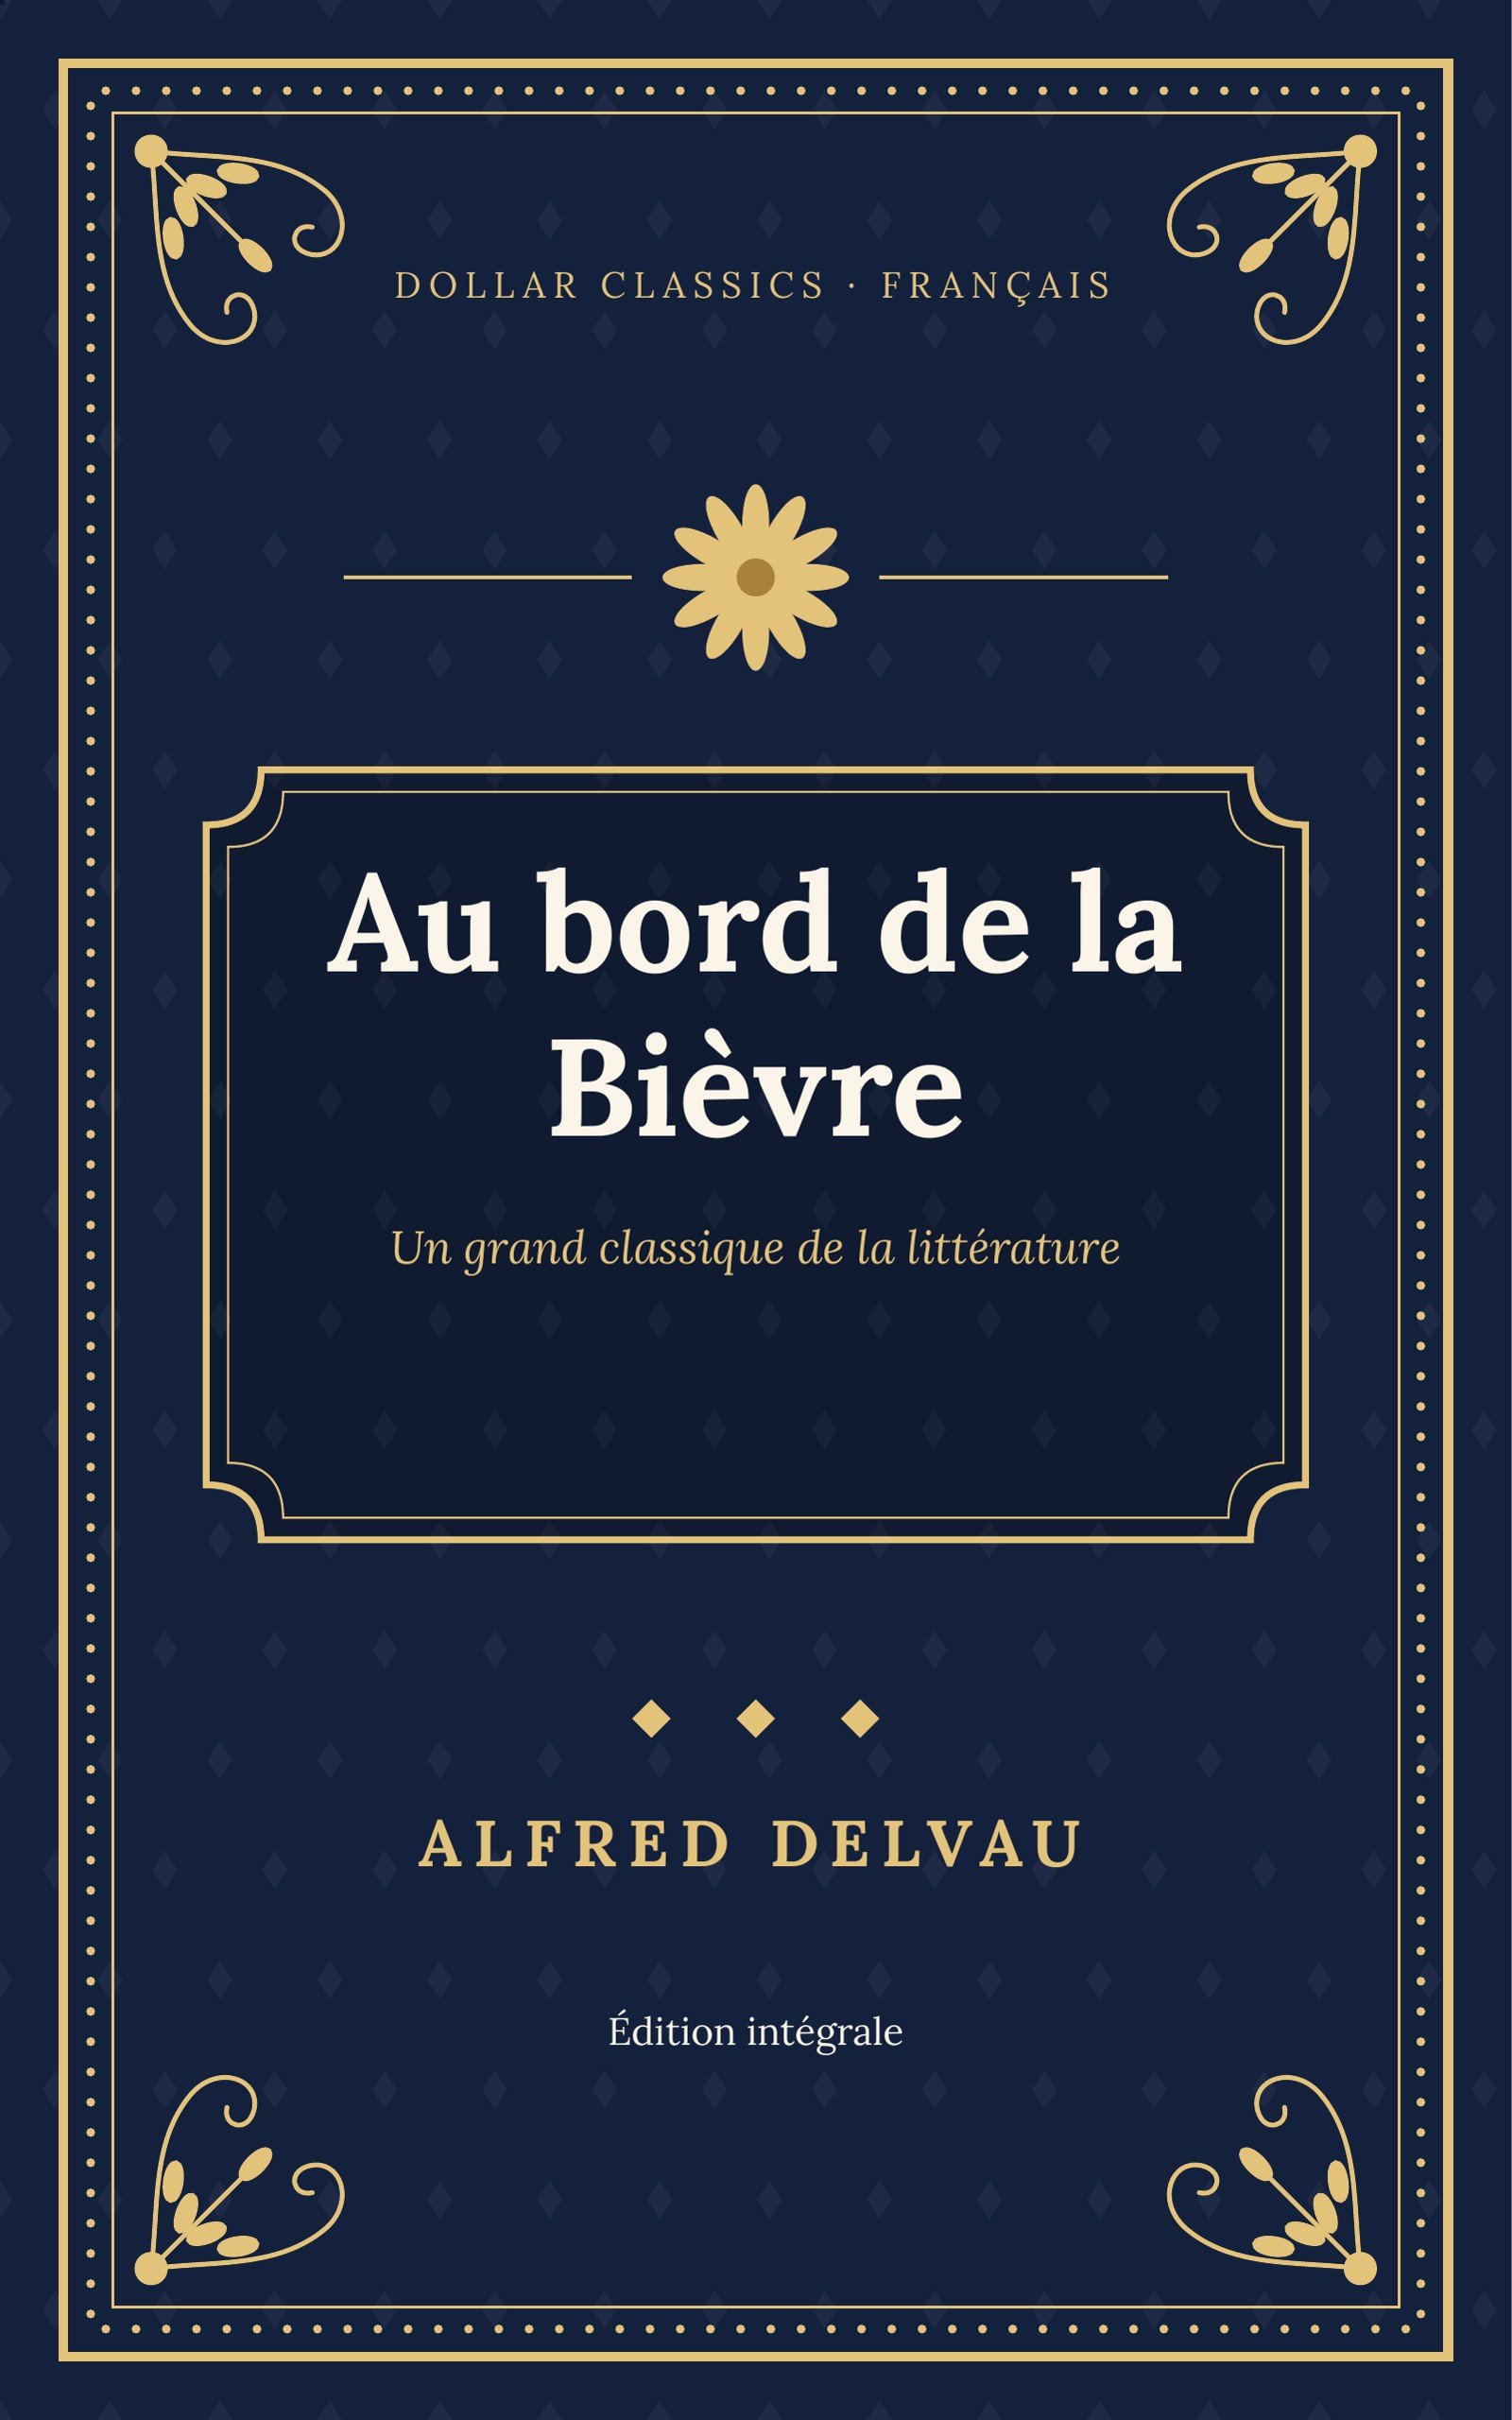 DOLLAR CLASSICS · FRANÇAIS
Au bord de la
Bièvre
Un grand classique de la littérature
ALFRED DELVAU
Édition intégrale